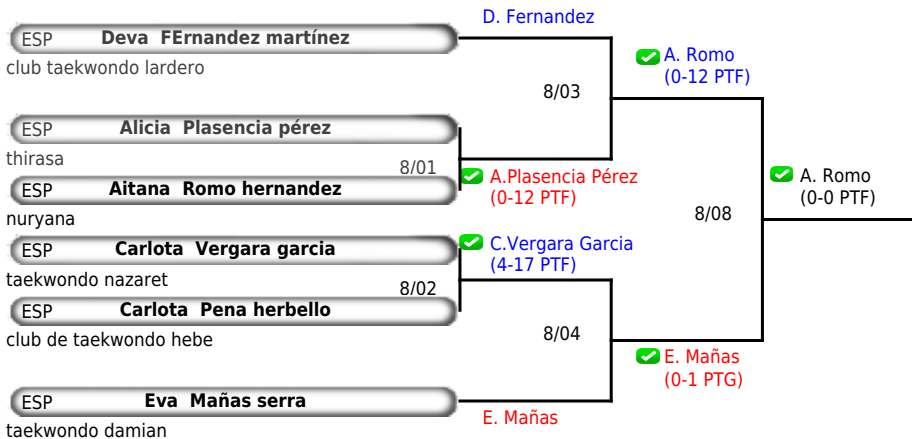 D. Fernandez
ESP Deva FErnandez martínez
club taekwondo lardero
A. Romo
(0-12 PTF)
8/03
ESP Alicia Plasencia pérez
thirasa
8/01
A.Plasencia Pérez
(0-12 PTF)
ESP Aitana Romo hernandez
nuryana
A. Romo
(0-0 PTF)
8/08
ESP Carlota Vergara garcia
taekwondo nazaret
C.Vergara Garcia
(4-17 PTF)
8/02
ESP Carlota Pena herbello
club de taekwondo hebe
8/04
E. Mañas
(0-1 PTG)
ESP Eva Mañas serra
taekwondo damian
E. Mañas